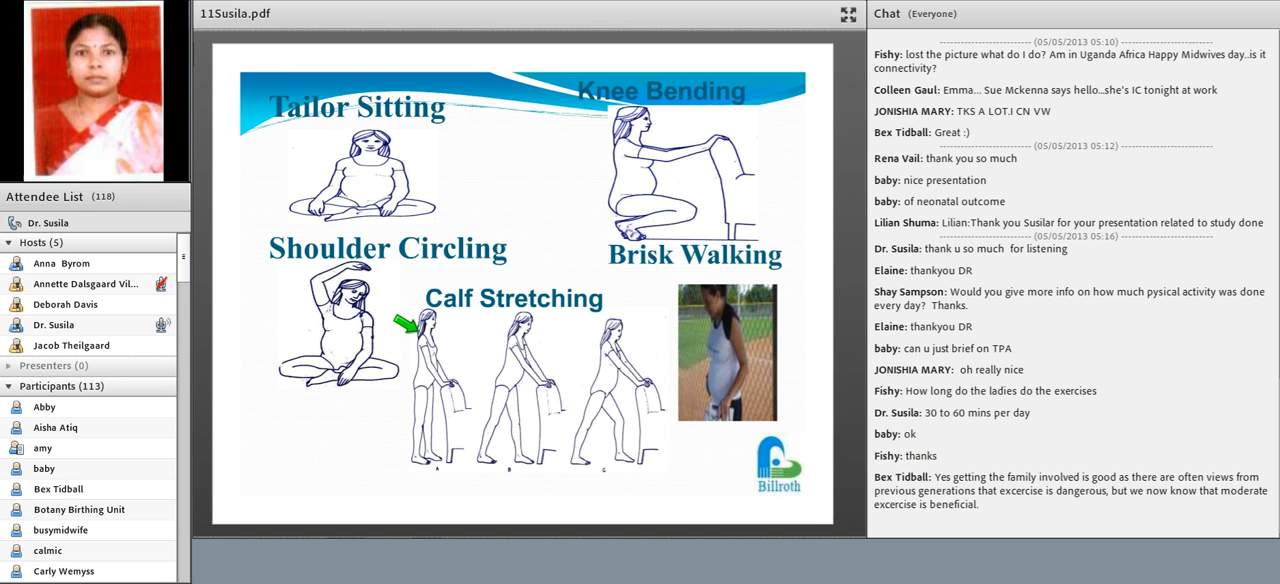 11Susila.pdf
Attendee List (118)
Dr. Susila
Hosts (5)
Anna Byrom
Annette Dalsgaard Vil...
Deborah Davis
Dr. Susila
Jacob Theilgaard
Presenters (0)
Participants (113)
Abby
Aisha Atiq
amy
baby
Bex Tidball
Botany Birthing Unit
busymidwife
calmic
Carly Wemyss
Tailor Sitting
Knee Bending
Shoulder Circling
Brisk Walking
Calf Stretching
A B C
Billroth
Chat (Everyone)
------------------------- (05/05/2013 05:10) -------------------------
Fishy: lost the picture what do I do? Am in Uganda Africa Happy Midwives day..is it
connectivity?
Colleen Gaul: Emma... Sue Mckenna says hello...she's IC tonight at work
JONISHIA MARY: TKS A LOT.I CN VW
Bex Tidball: Great :)
------------------------- (05/05/2013 05:12) -------------------------
Rena Vail: thank you so much
baby: nice presentation
baby: of neonatal outcome
Lilian Shuma: Lilian:Thank you Susilar for your presentation related to study done
------------------------- (05/05/2013 05:16) -------------------------
Dr. Susila: thank u so much for listening
Elaine: thankyou DR
Shay Sampson: Would you give more info on how much pysical activity was done
every day? Thanks.
Elaine: thankyou DR
baby: can u just brief on TPA
JONISHIA MARY: oh really nice
Fishy: How long do the ladies do the exercises
Dr. Susila: 30 to 60 mins per day
baby: ok
Fishy: thanks
Bex Tidball: Yes getting the family involved is good as there are often views from
previous generations that excercise is dangerous, but we now know that moderate
excercise is beneficial.